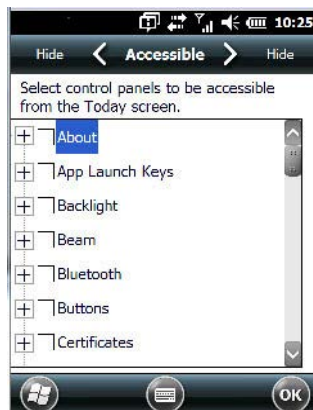 10:25
Hide Accessible Hide
Select control panels to be accessible
from the Today screen.
About
App Launch Keys
Backlight
Beam
Bluetooth
Buttons
Certificates
OK